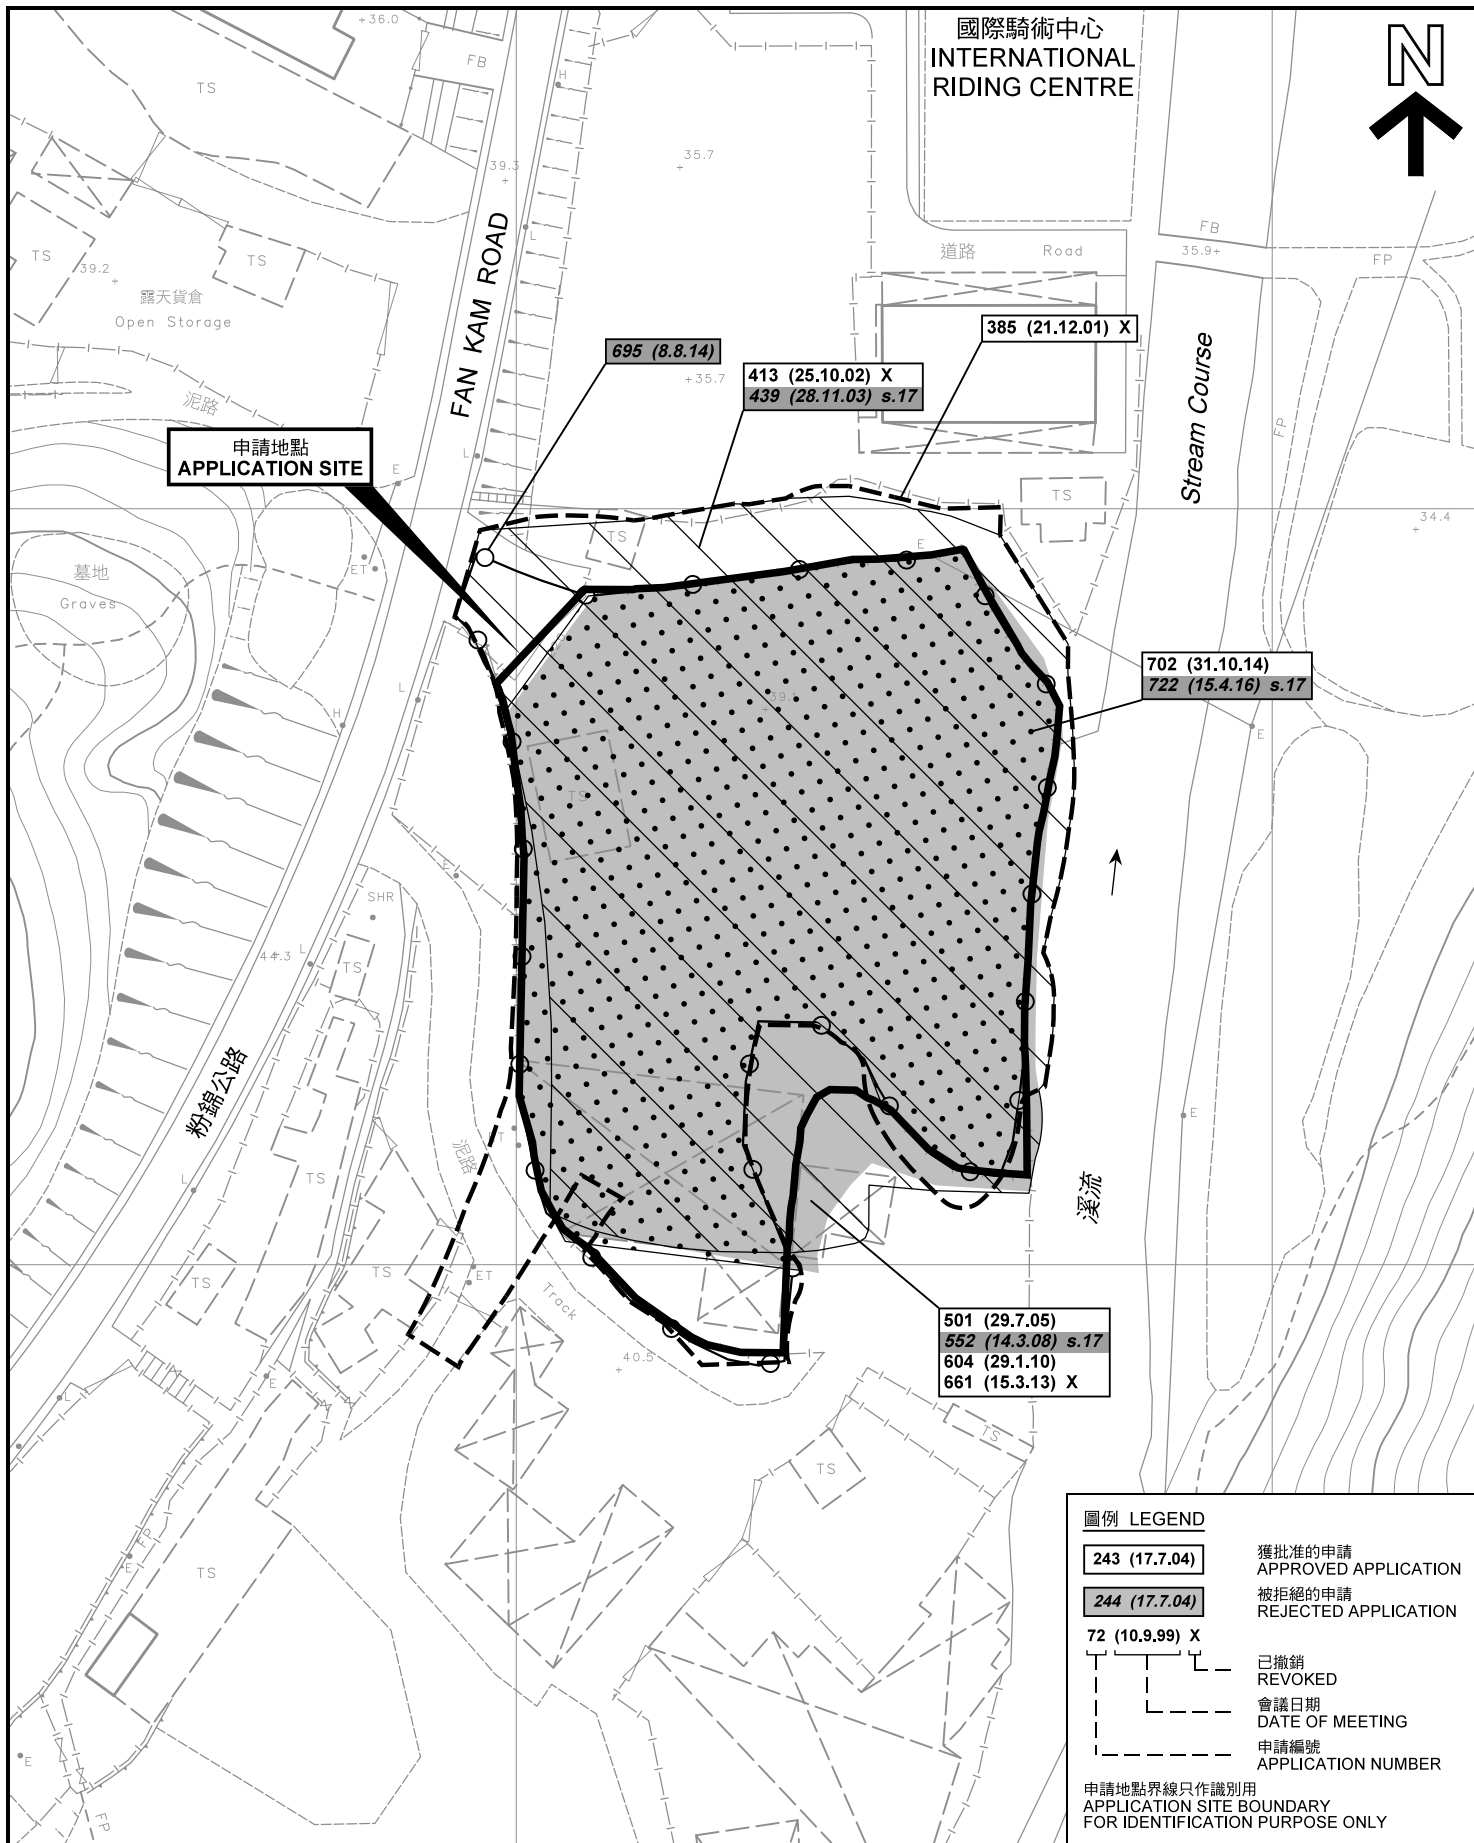 國際騎術中心
INTERNATIONAL
RIDING CENTRE
N
+36.0
FB
H
TS
39.3
+
35.7
+
FAN KAM ROAD
L
道路
Road
FB
35.9+
FP
TS
39.2
+
TS
露天貨倉
Open Storage
695 (8.8.14)
385 (21.12.01) X
+35.7
413 (25.10.02) X
439 (28.11.03) s.17
Stream Course
泥路
FP
申請地點
APPLICATION SITE
L
E
TS
34.4
+
TS
E
ET
墓地
Graves
702 (31.10.14)
722 (15.4.16) s.17
39.1
+
L
H
E
TS
E
SHR
44.3
+
L
TS
粉錦公路
E
T
泥路
L
TS
溪流
TS
TS
ET
Track
501 (29.7.05)
552 (14.3.08) s.17
604 (29.1.10)
661 (15.3.13) X
40.5
+
E
L
TS
TS
FP
E
TS
E
FP
圖例 LEGEND
243 (17.7.04)
獲批准的申請
APPROVED APPLICATION
244 (17.7.04)
被拒絕的申請
REJECTED APPLICATION
72 (10.9.99) X
已撤銷
REVOKED
會議日期
DATE OF MEETING
申請編號
APPLICATION NUMBER
申請地點界線只作識別用
APPLICATION SITE BOUNDARY
FOR IDENTIFICATION PURPOSE ONLY